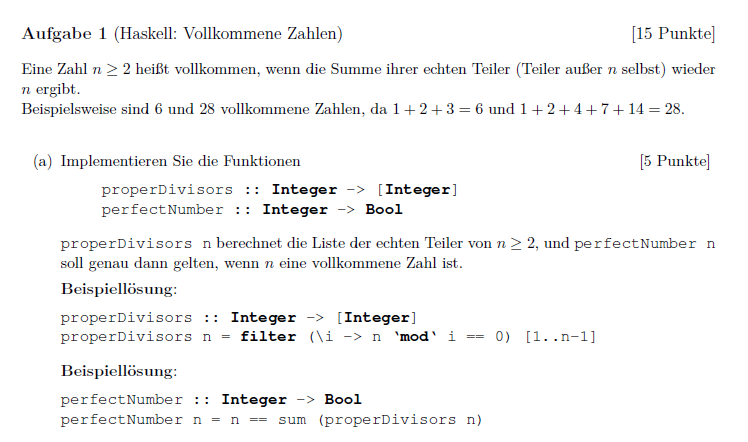 Aufgabe 1 (Haskell: Vollkommene Zahlen) [15 Punkte]
Eine Zahl n ≥ 2 heißt vollkommen, wenn die Summe ihrer echten Teiler (Teiler außer n selbst) wieder
n ergibt.
Beispielsweise sind 6 und 28 vollkommene Zahlen, da 1 + 2 + 3 = 6 und 1 + 2 + 4 + 7 + 14 = 28.
(a) Implementieren Sie die Funktionen [5 Punkte]
properDivisors :: Integer -> [Integer]
perfectNumber :: Integer -> Bool
properDivisors n berechnet die Liste der echten Teiler von n ≥ 2, und perfectNumber n
soll genau dann gelten, wenn n eine vollkommene Zahl ist.
Beispiellösung:
properDivisors :: Integer -> [Integer]
properDivisors n = filter (\i -> n ‘mod‘ i == 0) [1..n-1]
Beispiellösung:
perfectNumber :: Integer -> Bool
perfectNumber n = n == sum (properDivisors n)